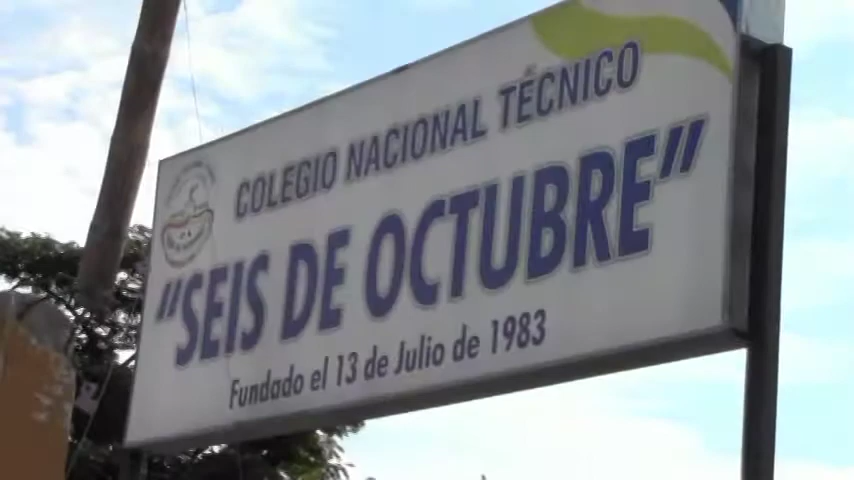 COLEGIO NACIONAL TÉCNICO
"SEIS DE OCTUBRE"
Fundado el 13 de Julio de 1983